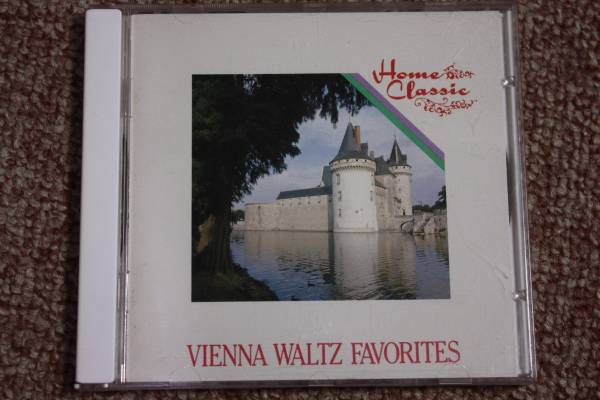 Home
Classic
VIENNA WALTZ FAVORITES